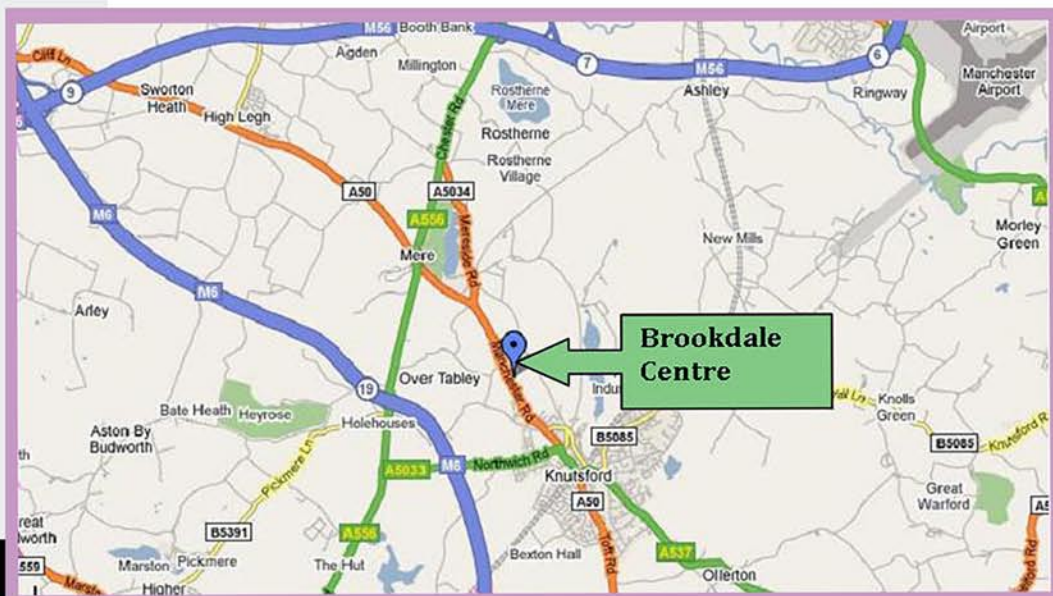 M56
Booth Bank
Airport
Cliff Ln
Agden
Millington
7
M56
6
Manchester
Airport
9
Sworton
Heath
High Legh
Chester Rd
Rostherne
Mere
Ashley
Ringway
Rostherne
Rostherne
Village
A50
A5034
M6
A556
Mereside Rd
Morley
Green
New Mills
Mere
M6
Arley
Brookdale
Centre
Manchester Rd
19
Over Tabley
Bate Heath
Heyrose
Holehouses
Knolls
Green
Aston By
Budworth
B5085
B5085
Knutsford R
Pickmere Ln
A5033
M6
Northwich Rd
Knutsford
A50
Great
Warford
B5391
A556
Bexton Hall
Toft Rd
A537
Marston
Pickmere
The Hut
Ollerton
Higher